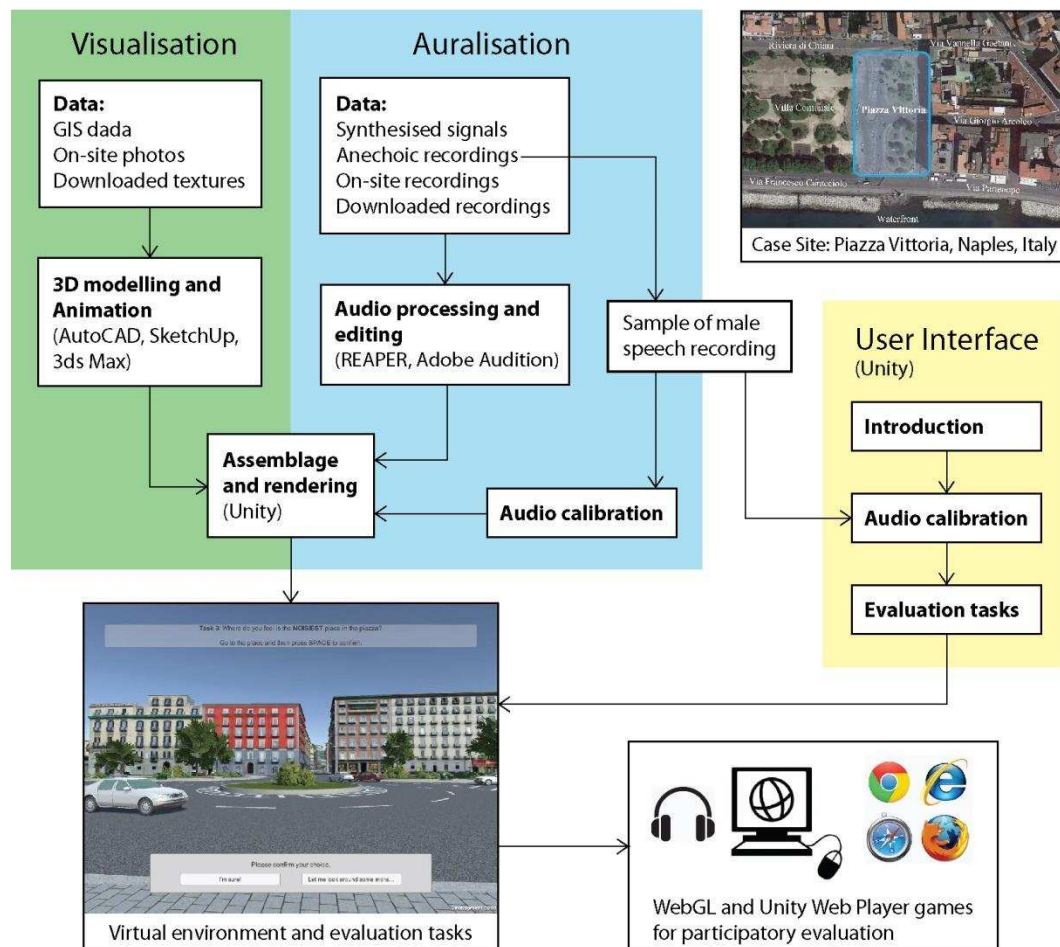 Visualisation
Data:
GIS dada
On-site photos
Downloaded textures
3D modelling and
Animation
(AutoCAD, SketchUp,
3ds Max)
Auralisation
Data:
Synthesised signals
Anechoic recordings
On-site recordings
Downloaded recordings
Audio processing and
editing
(REAPER, Adobe Audition)
Sample of male
speech recording
Assemblage
and rendering
(Unity)
Audio calibration
Riviera di Chiaia
Via Vannella Gaetani
Villa Comunale
Piazza Vittoria
Via Giorgio Arcoleo
Via Francesco Caracciolo
Via Partenope
Waterfront
Case Site: Piazza Vittoria, Naples, Italy
User Interface
(Unity)
Introduction
Audio calibration
Evaluation tasks
Task 3: Where do you feel is the NOISIEST place in the piazza?
Go to the place and then press SPACE to confirm.
Please confirm your choice.
I'm sure!
Let me look around some more...
Virtual environment and evaluation tasks
WebGL and Unity Web Player games
for participatory evaluation